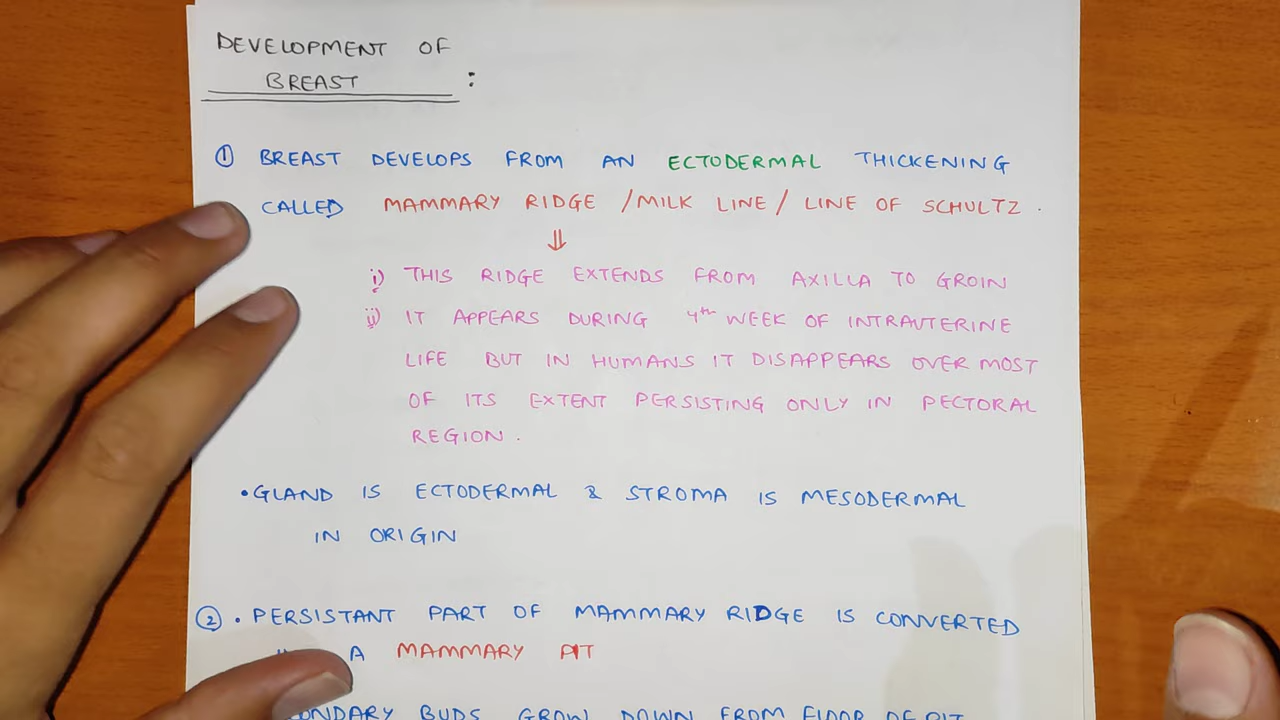 DEVELOPMENT OF
BREAST :
① BREAST DEVELOPS FROM AN ECTODERMAL THICKENING
CALLED MAMMARY RIDGE /MILK LINE/ LINE OF SCHULTZ .
⇓
i) THIS RIDGE EXTENDS FROM AXILLA TO GROIN
ii) IT APPEARS DURING 4th WEEK OF INTRAUTERINE
LIFE BUT IN HUMANS IT DISAPPEARS OVER MOST
OF ITS EXTENT PERSISTING ONLY IN PECTORAL
REGION .
• GLAND IS ECTODERMAL & STROMA IS MESODERMAL
IN ORIGIN
② . PERSISTANT PART OF MAMMARY RIDGE IS CONVERTED
A MAMMARY PIT
BUDS GROW DOWN FROM FLOOR OF PIT